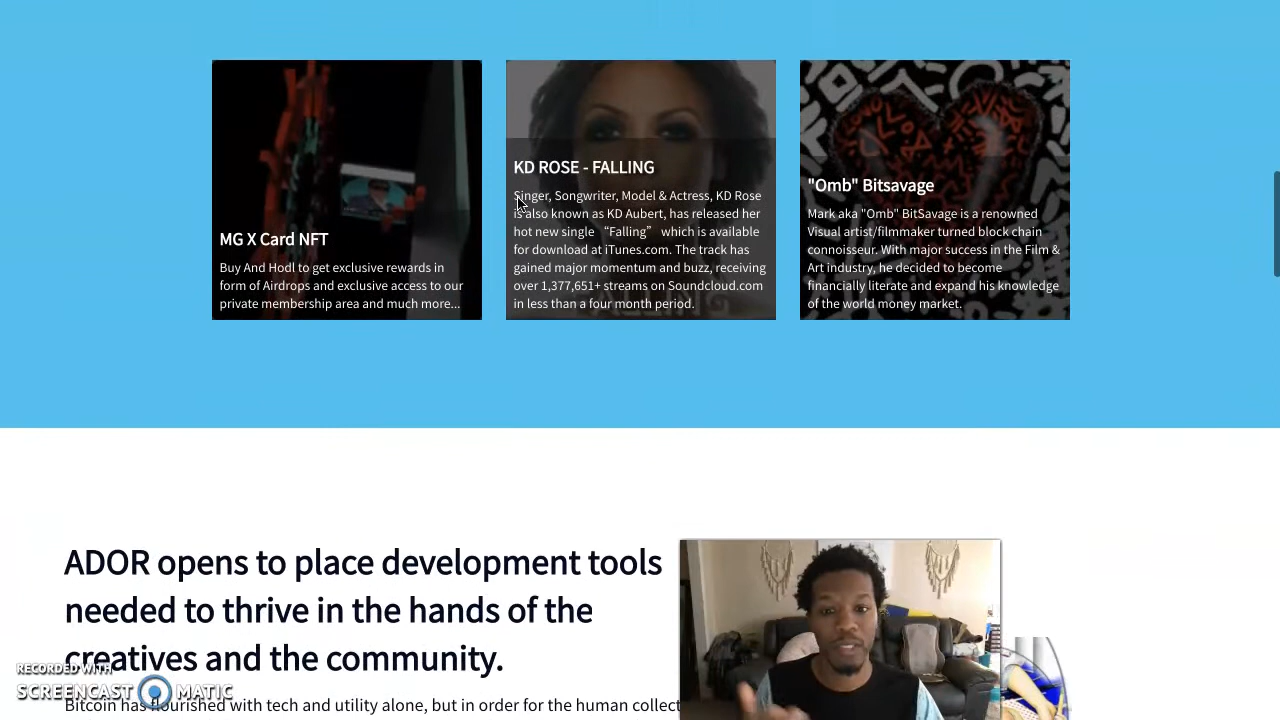 MG X Card NFT
Buy And Hodl to get exclusive rewards in
form of Airdrops and exclusive access to our
private membership area and much more...
KD ROSE - FALLING
Singer, Songwriter, Model & Actress, KD Rose
is also known as KD Aubert, has released her
hot new single “Falling” which is available
for download at iTunes.com. The track has
gained major momentum and buzz, receiving
over 1,377,651+ streams on Soundcloud.com
in less than a four month period.
"Omb" Bitsavage
Mark aka "Omb" BitSavage is a renowned
Visual artist/filmmaker turned block chain
connoisseur. With major success in the Film &
Art industry, he decided to become
financially literate and expand his knowledge
of the world money market.
ADOR opens to place development tools
needed to thrive in the hands of the
creatives and the community.
Bitcoin has flourished with tech and utility alone, but in order for the human collect
RECORDED WITH
SCREENCAST MATIC